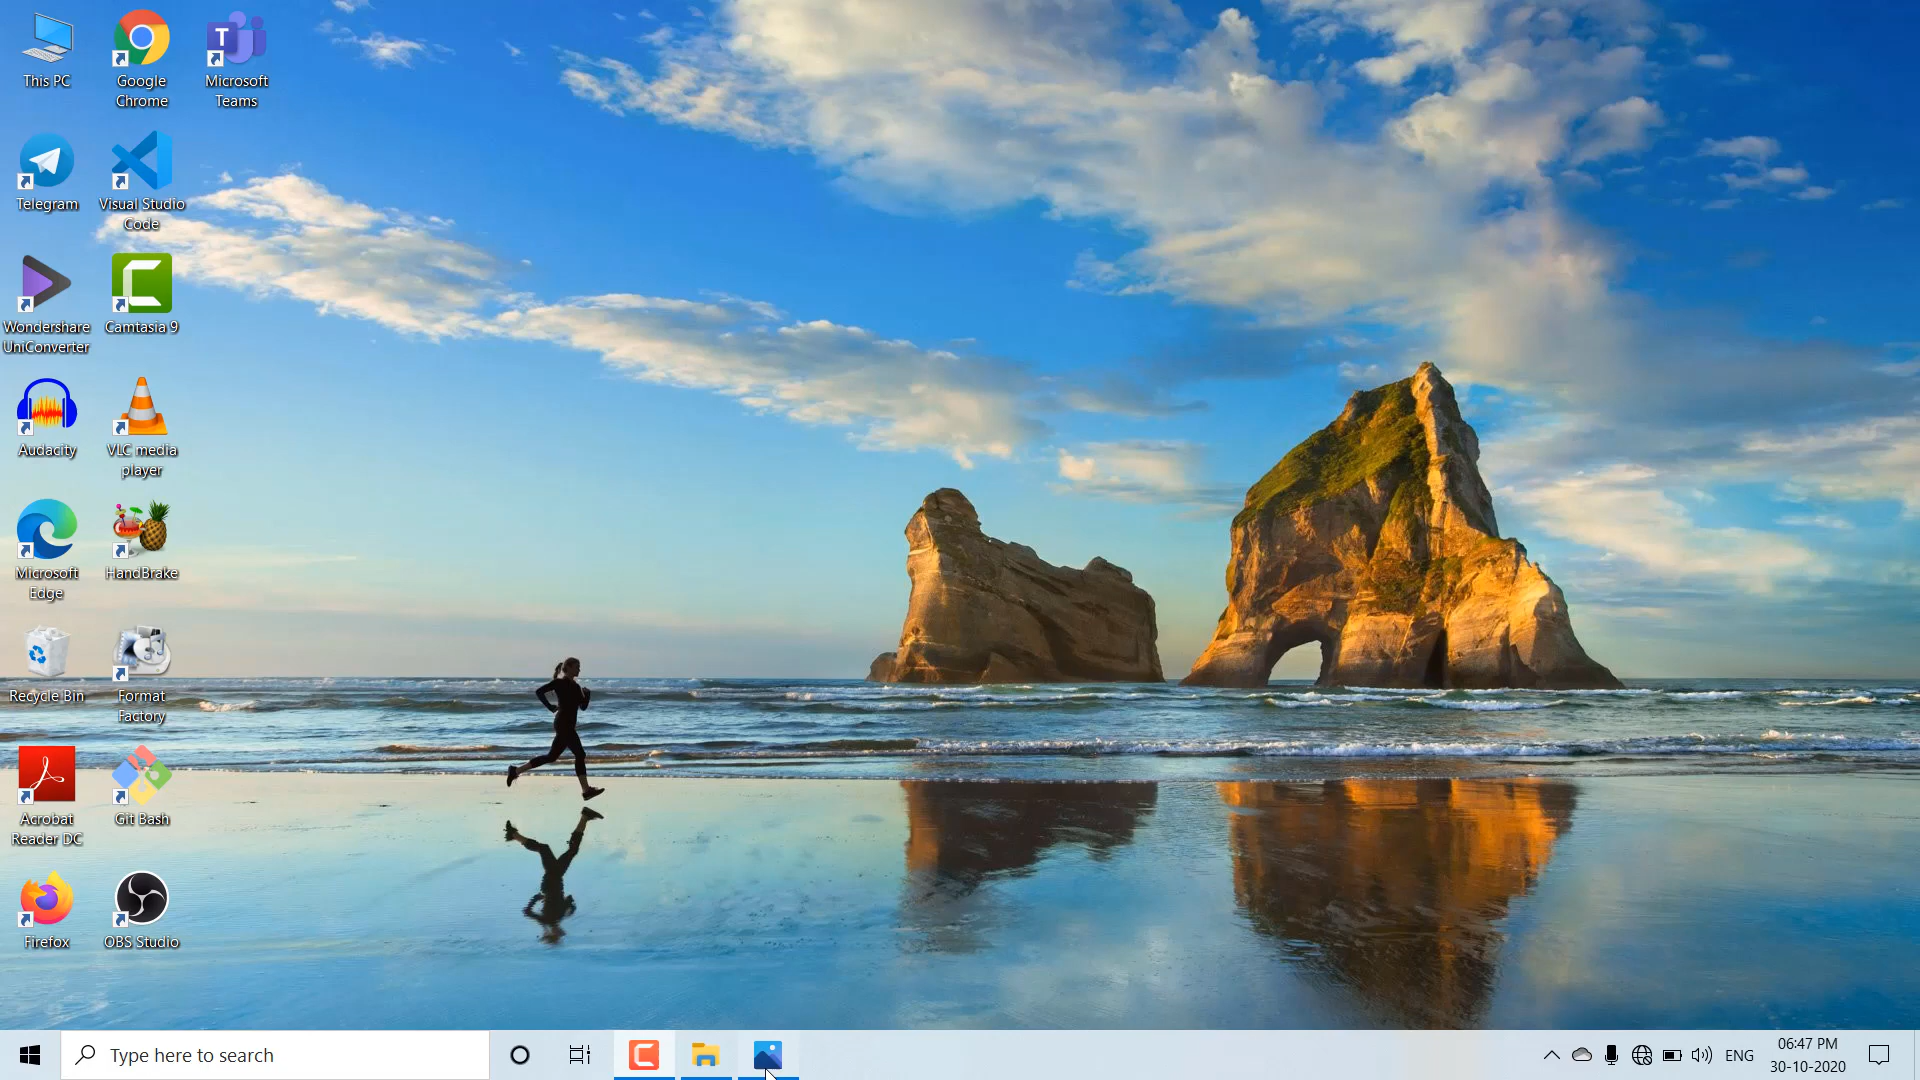 This PC
Google
Chrome
Microsoft
Teams
Telegram
Visual Studio
Code
Wondershare
UniConverter
Camtasia 9
Audacity
VLC media
player
Microsoft
Edge
HandBrake
Recycle Bin
Format
Factory
Acrobat
Reader DC
Git Bash
Firefox
OBS Studio
Type here to search
ENG
06:47 PM
30-10-2020